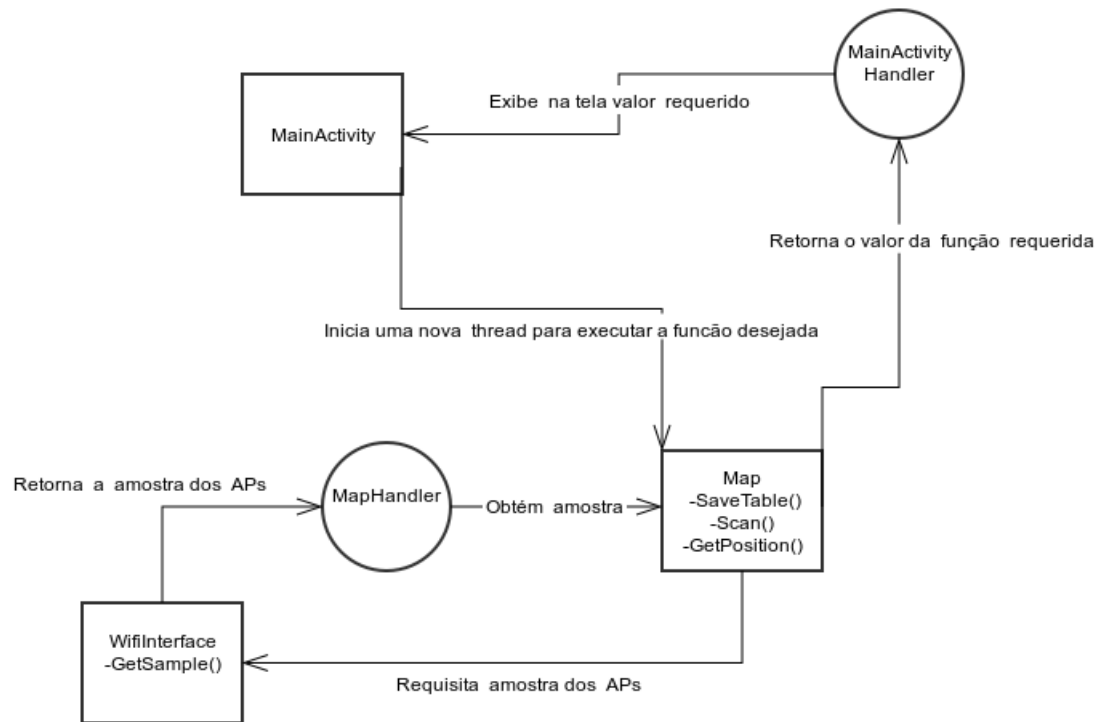 MainActivity
Handler
Exibe na tela valor requerido
MainActivity
Retorna o valor da função requerida
Inicia uma nova thread para executar a funcão desejada
Retorna a amostra dos APs
MapHandler
Obtém amostra
Map
-SaveTable()
-Scan()
-GetPosition()
WifiInterface
-GetSample()
Requisita amostra dos APs